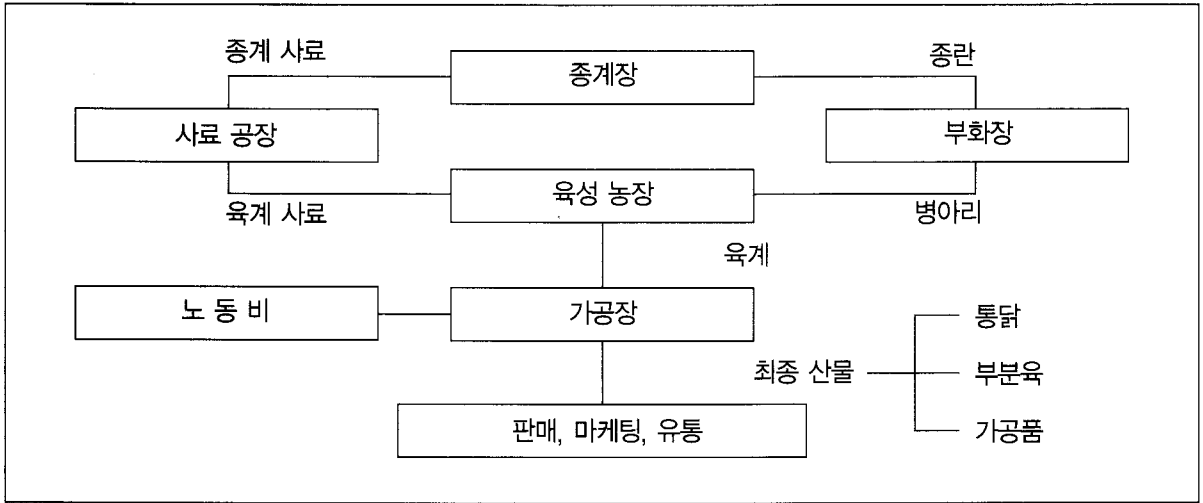 종계 사료
종계장
종란
사료 공장
부화장
육성 농장
육계 사료
병아리
육계
노 동 비
가공장
통닭
최종 산물
부분육
판매, 마케팅, 유통
가공품